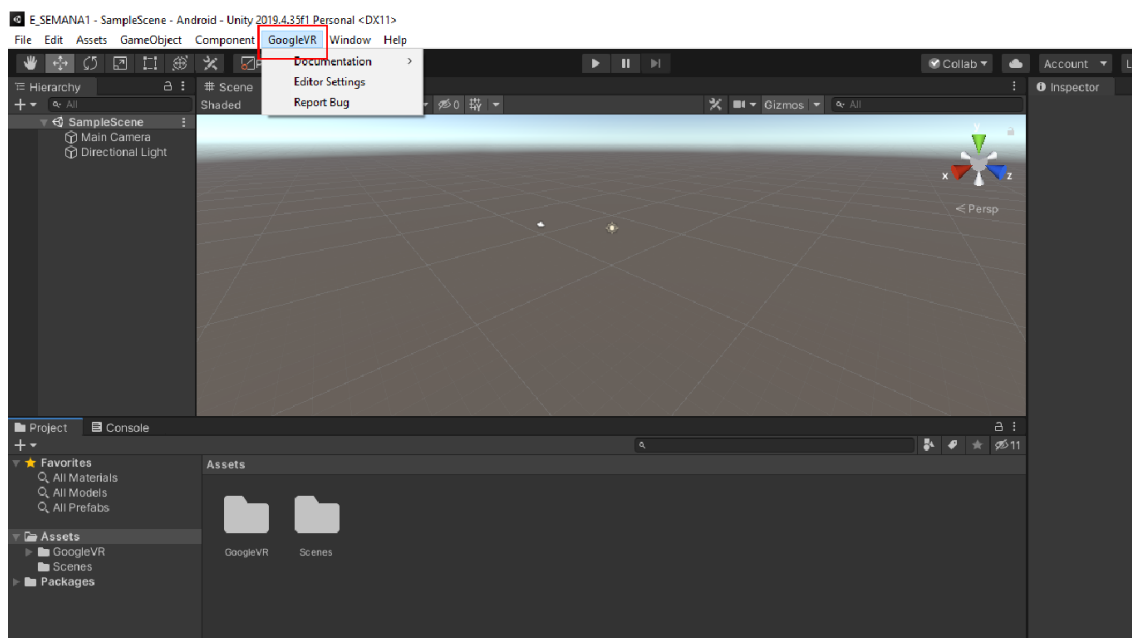 E_SEMANA1 - SampleScene - Android - Unity 2019.4.35f1 Personal <DX11>
File Edit Assets GameObject Component GoogleVR Window Help
Documentation
Editor Settings
Report Bug
Collab
Account
Hierarchy
Scene
Inspector
All
Shaded
0
Gizmos
All
SampleScene
Main Camera
Directional Light
y
x
z
Persp
Project Console
11
Favorites
Assets
All Materials
All Models
All Prefabs
Assets
GoogleVR
Scenes
Packages
GoogleVR Scenes